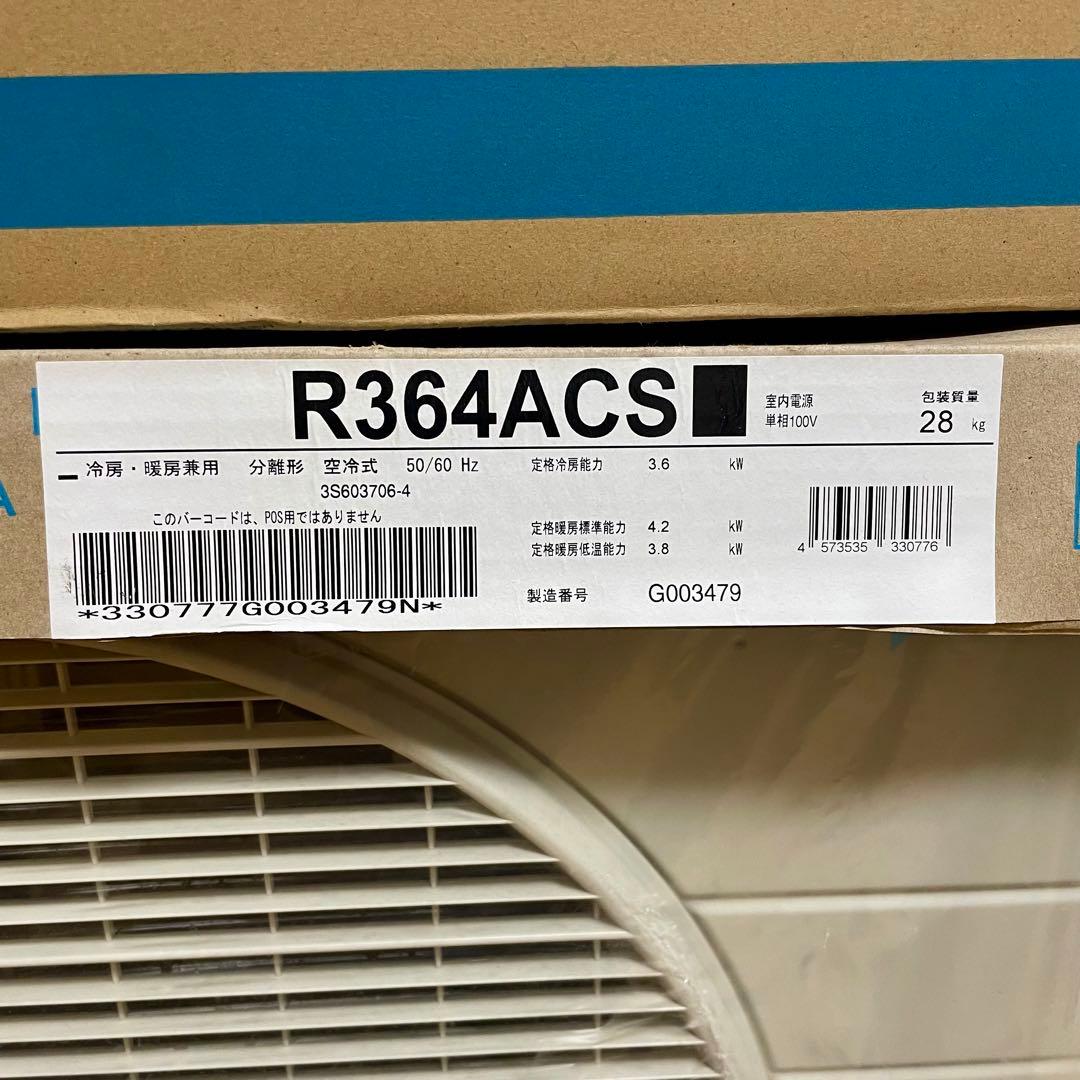 R364ACS■
室内電源
単相100V
包装質量
28 kg
冷房・暖房兼用 分離形 空冷式 50/60 Hz
3S603706-4
このバーコードは、POS用ではありません
*330777G003479N*
定格冷房能力 3.6 kW
定格暖房標準能力 4.2 kW
定格暖房低温能力 3.8 kW
製造番号 G003479
4 573535 330776
A